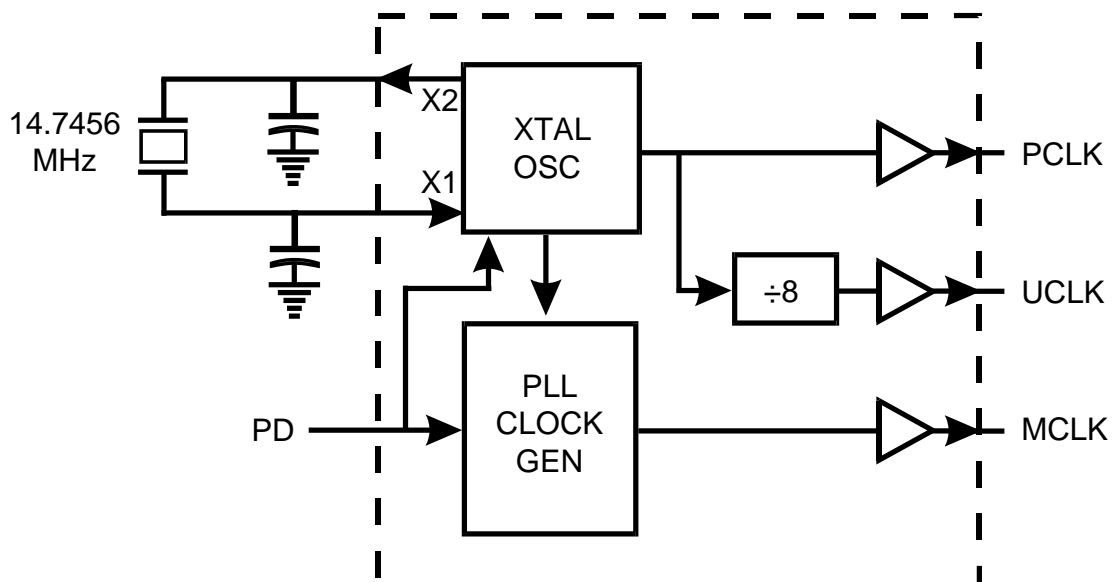 14.7456
MHz
X2
X1
XTAL
OSC
PCLK
÷8
UCLK
PD
PLL
CLOCK
GEN
MCLK